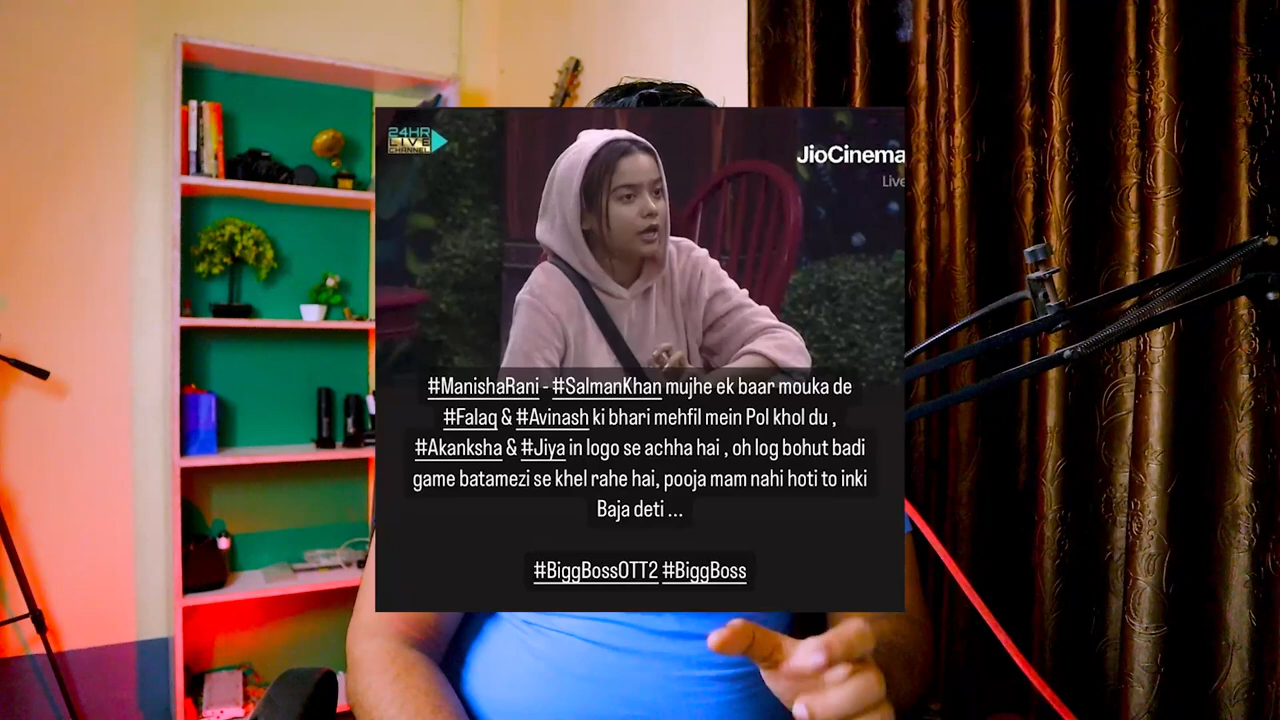 24HR
LIVE
CHANNEL
JioCinema
Live
#ManishaRani - #SalmanKhan mujhe ek baar mouka de
#Falaq & #Avinash ki bhari mehfil mein Pol khol du ,
#Akanksha & #Jiya in logo se achha hai , oh log bohut badi
game batamezi se khel rahe hai, pooja mam nahi hoti to inki
Baja deti ...
#BiggBossOTT2 #BiggBoss